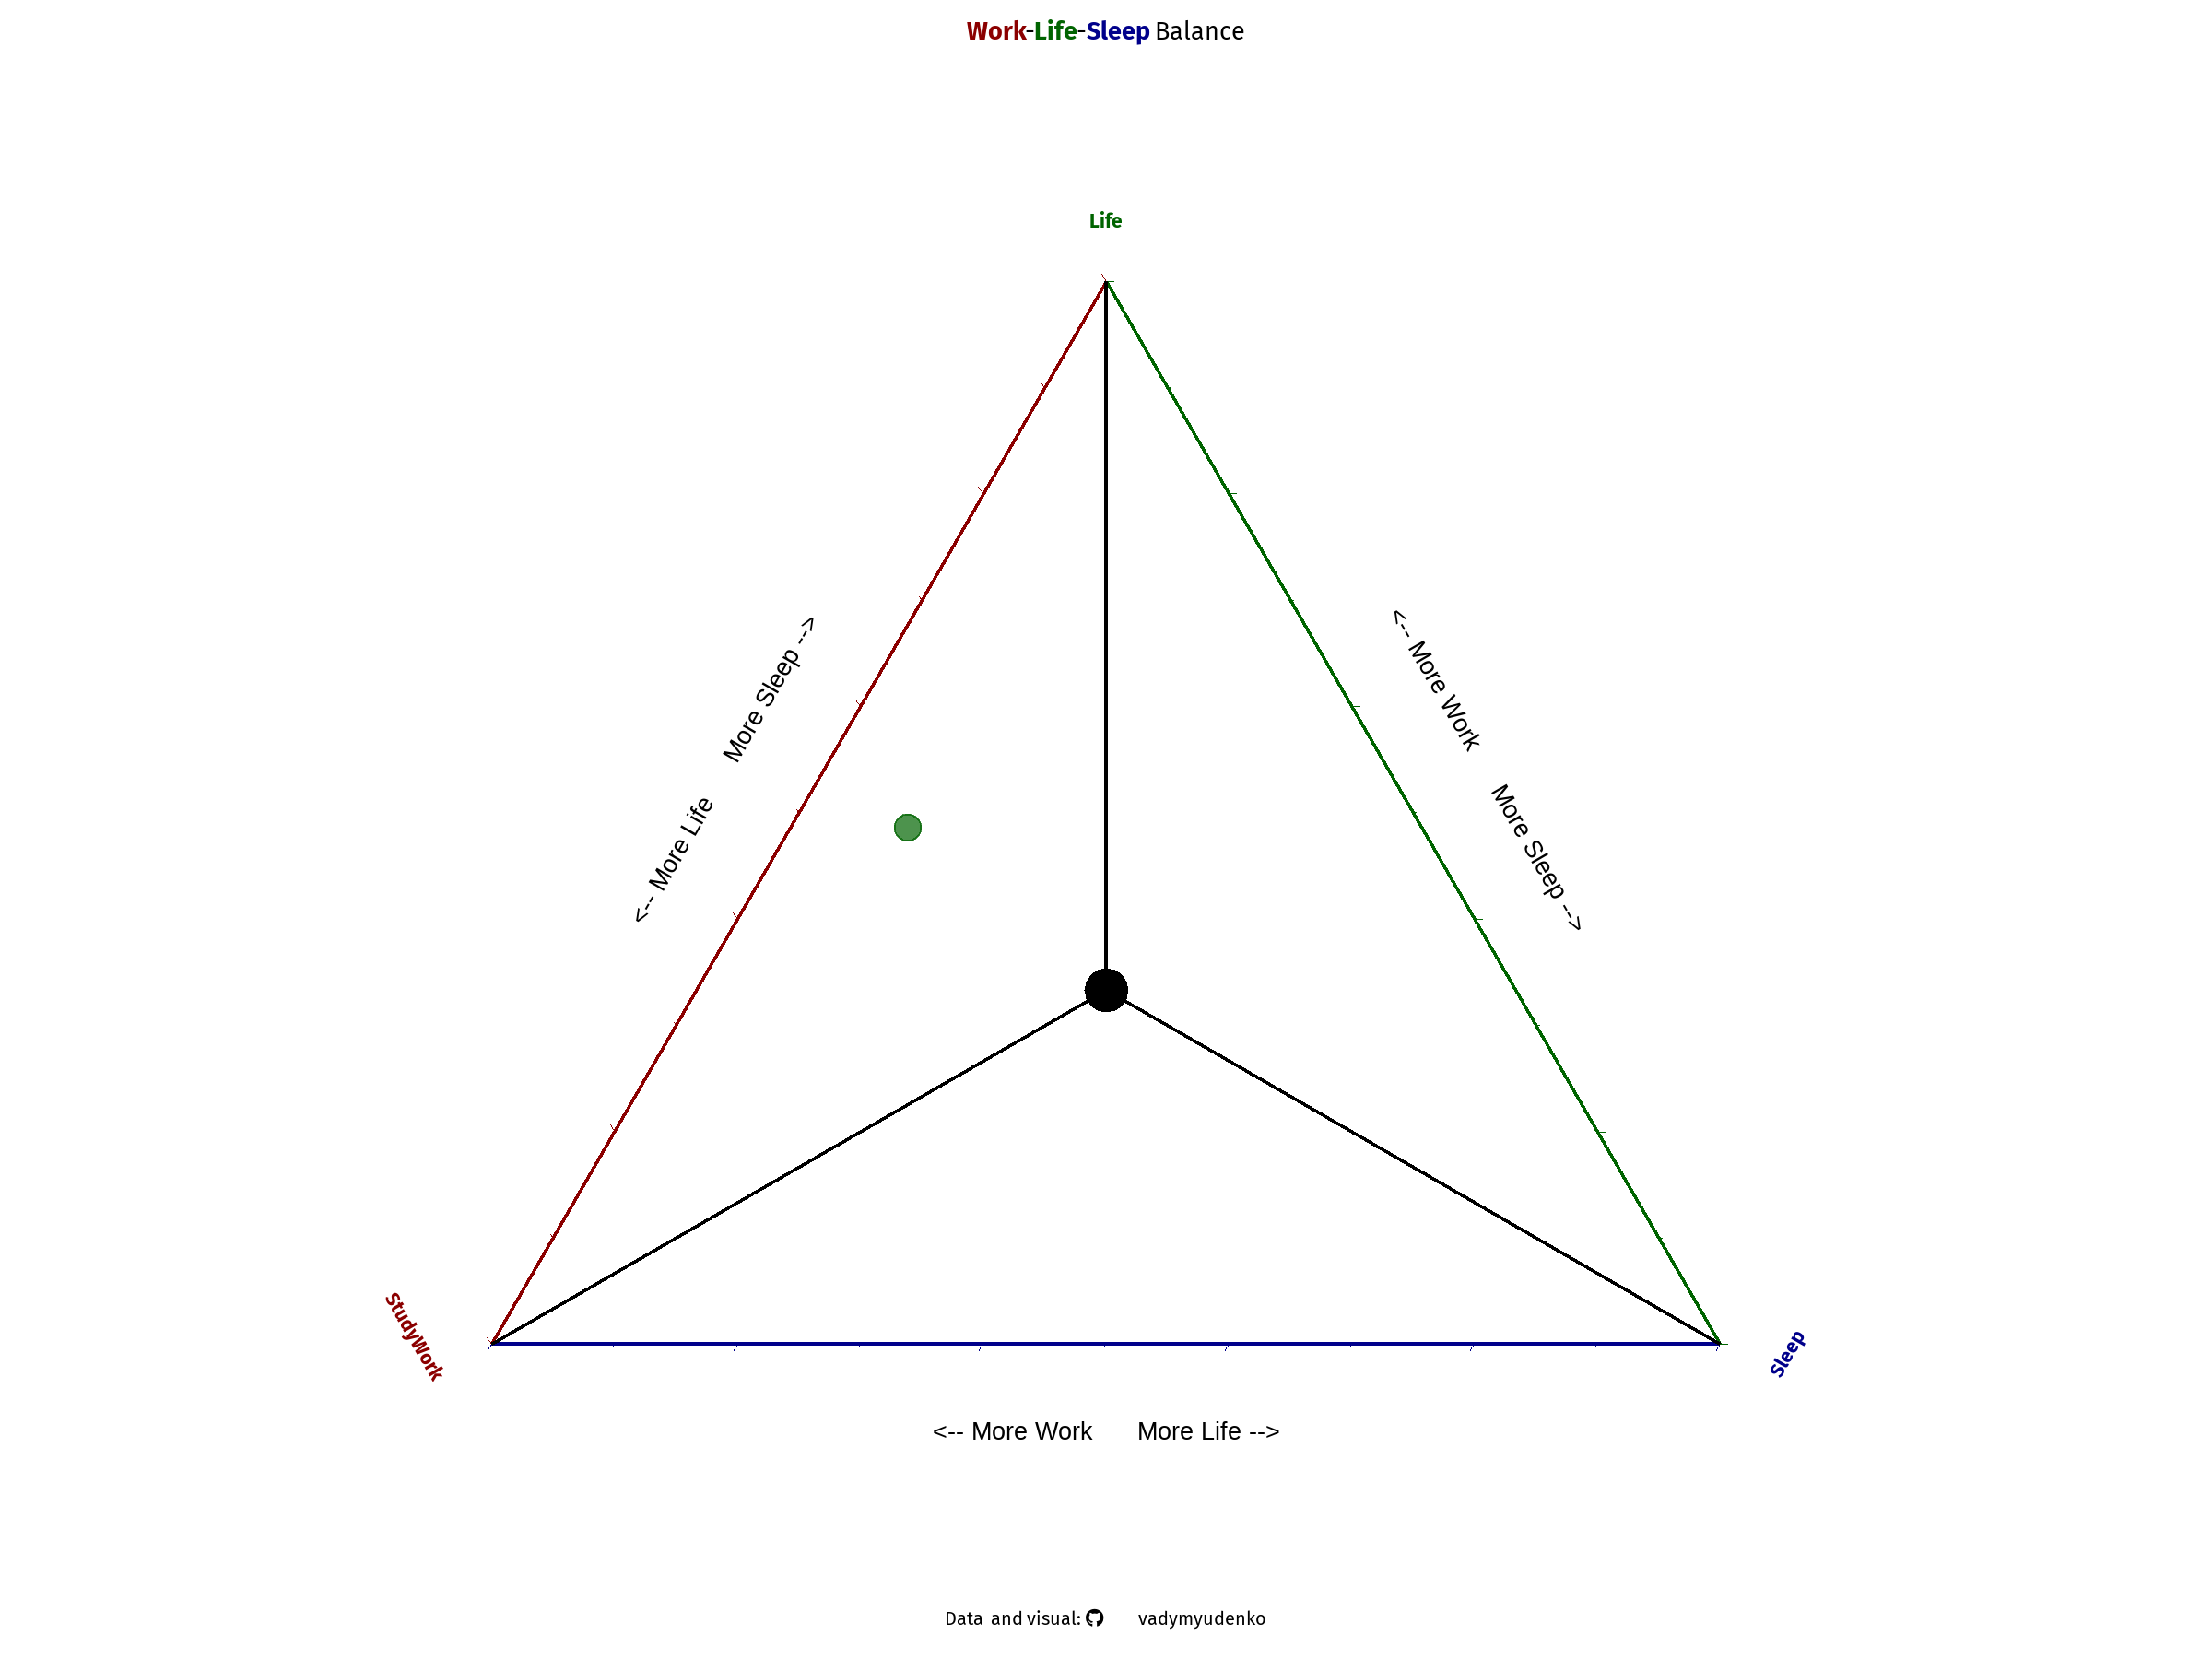 Work-Life-Sleep Balance
Life
<-- More Life More Sleep -->
<-- More Work More Sleep -->
StudyWork
Sleep
<-- More Work More Life -->
Data and visual: vadymyudenko